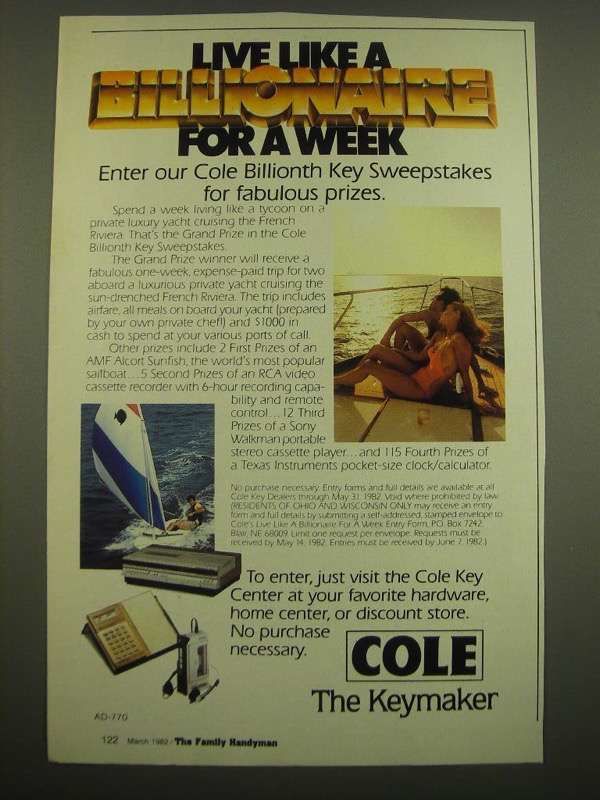 LIVE LIKE A
BILLIONAIRE
FOR A WEEK
Enter our Cole Billionth Key Sweepstakes
for fabulous prizes.
Spend a week living like a tycoon on a
private luxury yacht cruising the French
Riviera. That's the Grand Prize in the Cole
Billionth Key Sweepstakes.
The Grand Prize winner will receive a
fabulous one-week, expense-paid trip for two
aboard a luxurious private yacht cruising the
sun-drenched French Riviera. The trip includes
airfare, all meals on board your yacht (prepared
by your own private chef!) and $1000 in
cash to spend at your various ports of call.
Other prizes include 2 First Prizes of an
AMF Alcort Sunfish, the world's most popular
sailboat...5 Second Prizes of an RCA video
cassette recorder with 6-hour recording capa-
bility and remote
control...12 Third
Prizes of a Sony
Walkman portable
stereo cassette player...and 115 Fourth Prizes of
a Texas Instruments pocket-size clock/calculator.
No purchase necessary. Entry forms and full details are available at all
Cole Key Dealers through May 31, 1982. Void where prohibited by law.
(RESIDENTS OF OHIO AND WISCONSIN ONLY may receive an entry
form and full details by submitting a self-addressed, stamped envelope to
Cole's Live Like A Billionaire For A Week Entry Form, P.O. Box 7242,
Blair, NE 68009. Limit one request per envelope. Requests must be
received by May 14, 1982. Entries must be received by June 7, 1982.)
To enter, just visit the Cole Key
Center at your favorite hardware,
home center, or discount store.
No purchase
necessary.
COLE
The Keymaker
AD-770
122 March 1982 / The Family Handyman